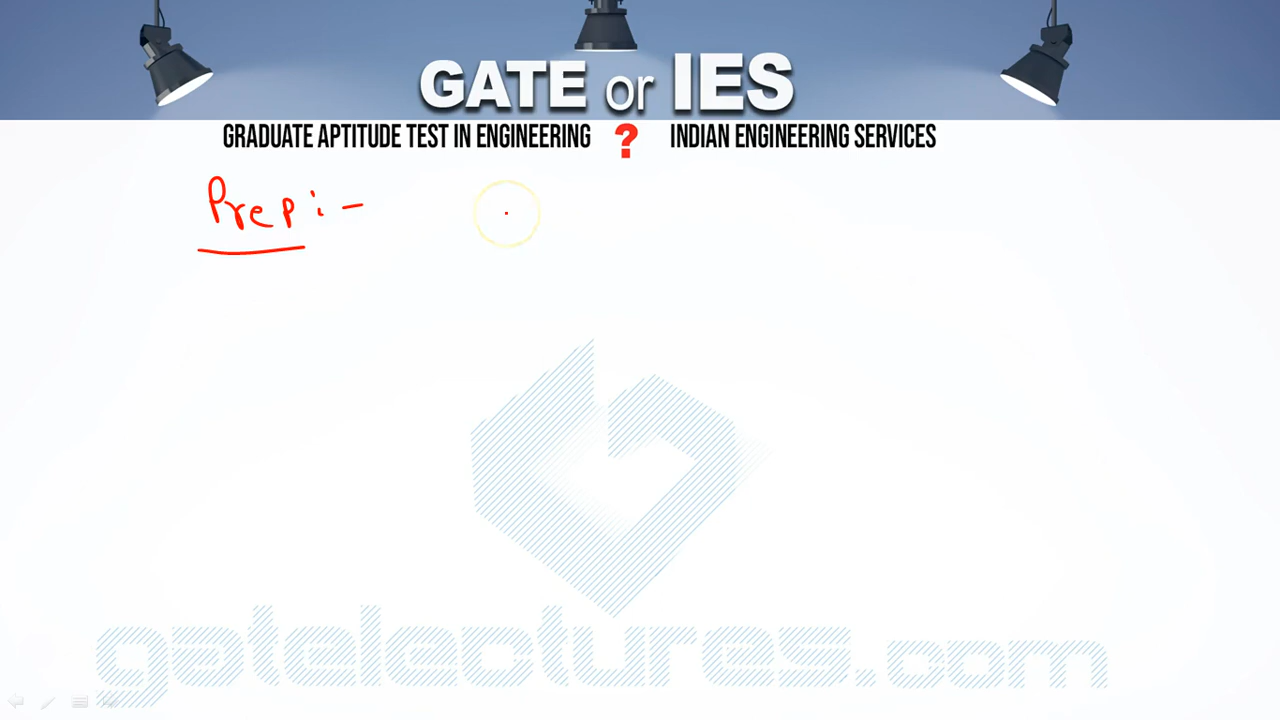 GATE or IES
GRADUATE APTITUDE TEST IN ENGINEERING ? INDIAN ENGINEERING SERVICES
Prep : -
gatelectures.com